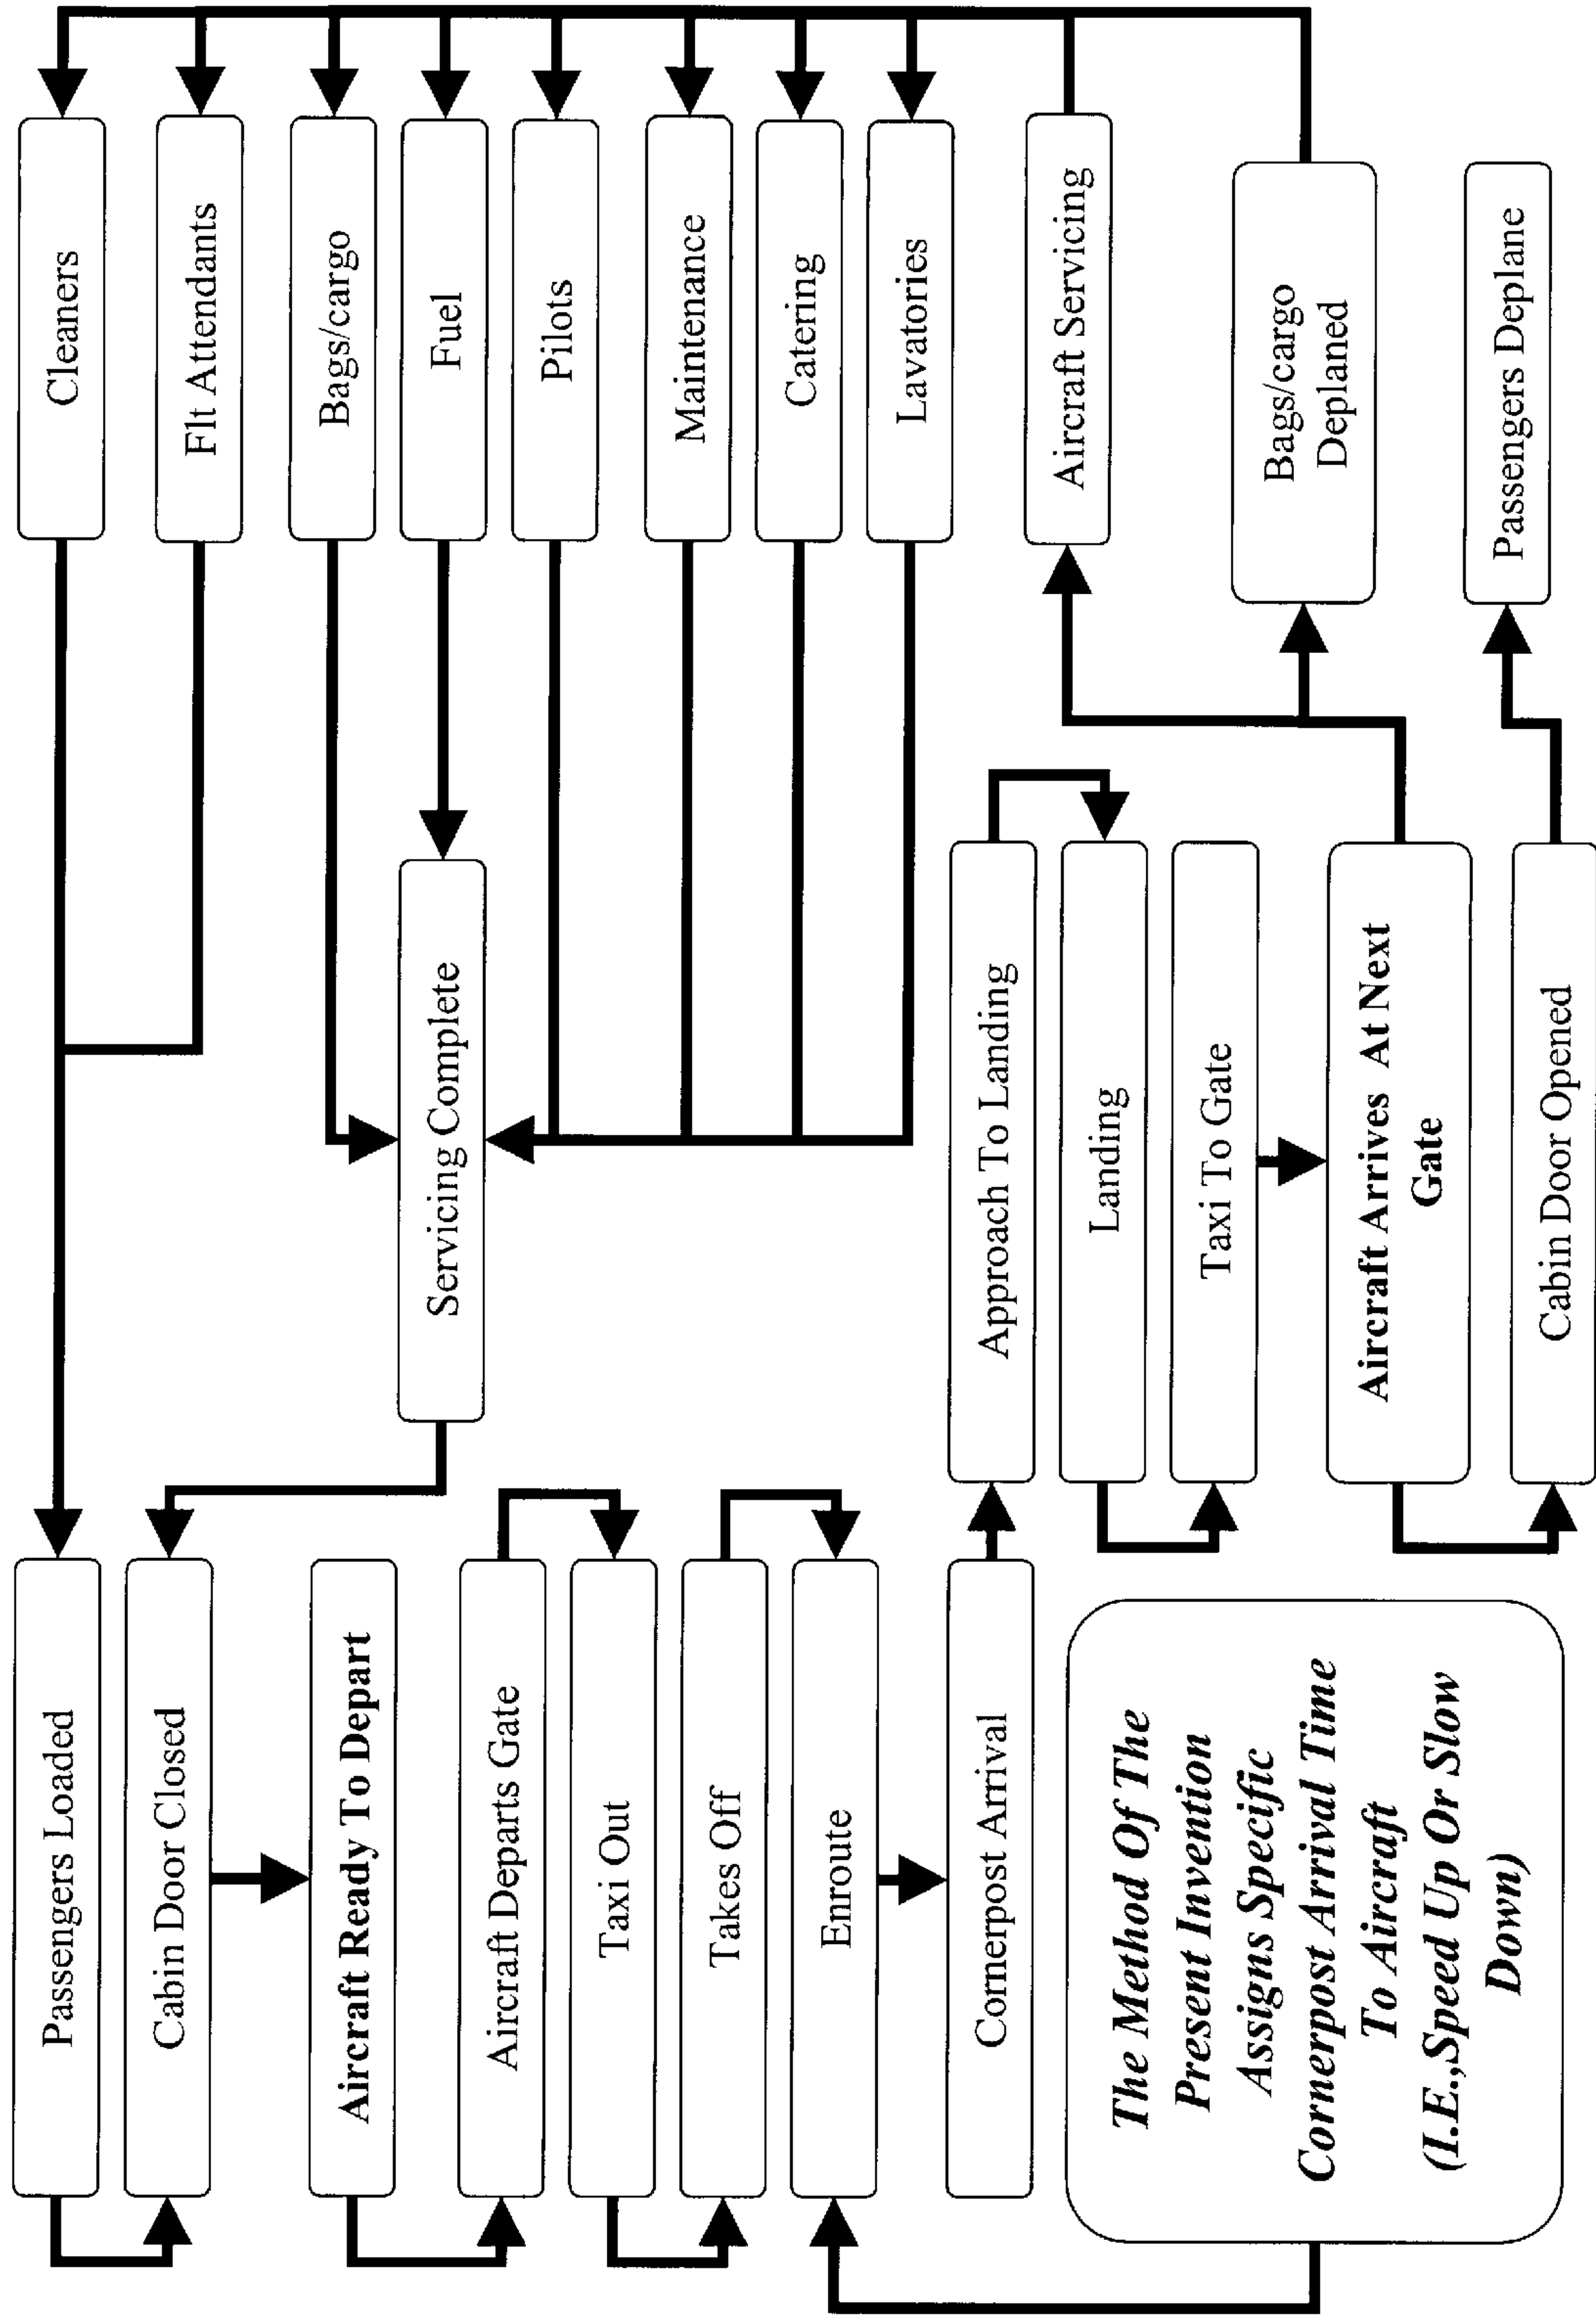 Passengers Loaded
Cabin Door Closed
Aircraft Ready To Depart
Aircraft Departs Gate
Taxi Out
Takes Off
Enroute
Cornerpost Arrival
The Method Of The
Present Invention
Assigns Specific
Cornerpost Arrival Time
To Aircraft
(I.E.,Speed Up Or Slow
Down)
Servicing Complete
Approach To Landing
Landing
Taxi To Gate
Aircraft Arrives At Next
Gate
Cabin Door Opened
Cleaners
Flt Attendants
Bags/cargo
Fuel
Pilots
Maintenance
Catering
Lavatories
Aircraft Servicing
Bags/cargo
Deplaned
Passengers Deplane